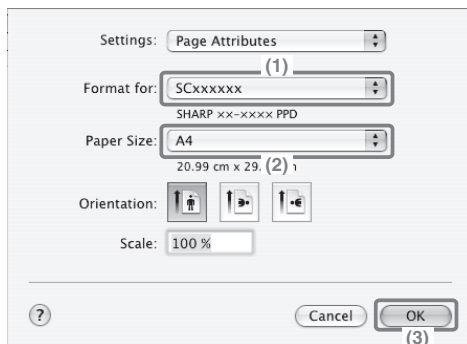 Settings: Page Attributes
(1)
Format for: SCxxxxxx
SHARP xx-xxxx PPD
Paper Size: A4
20.99 cm x 29. (2)
Orientation:
Scale: 100 %
? Cancel OK
(3)